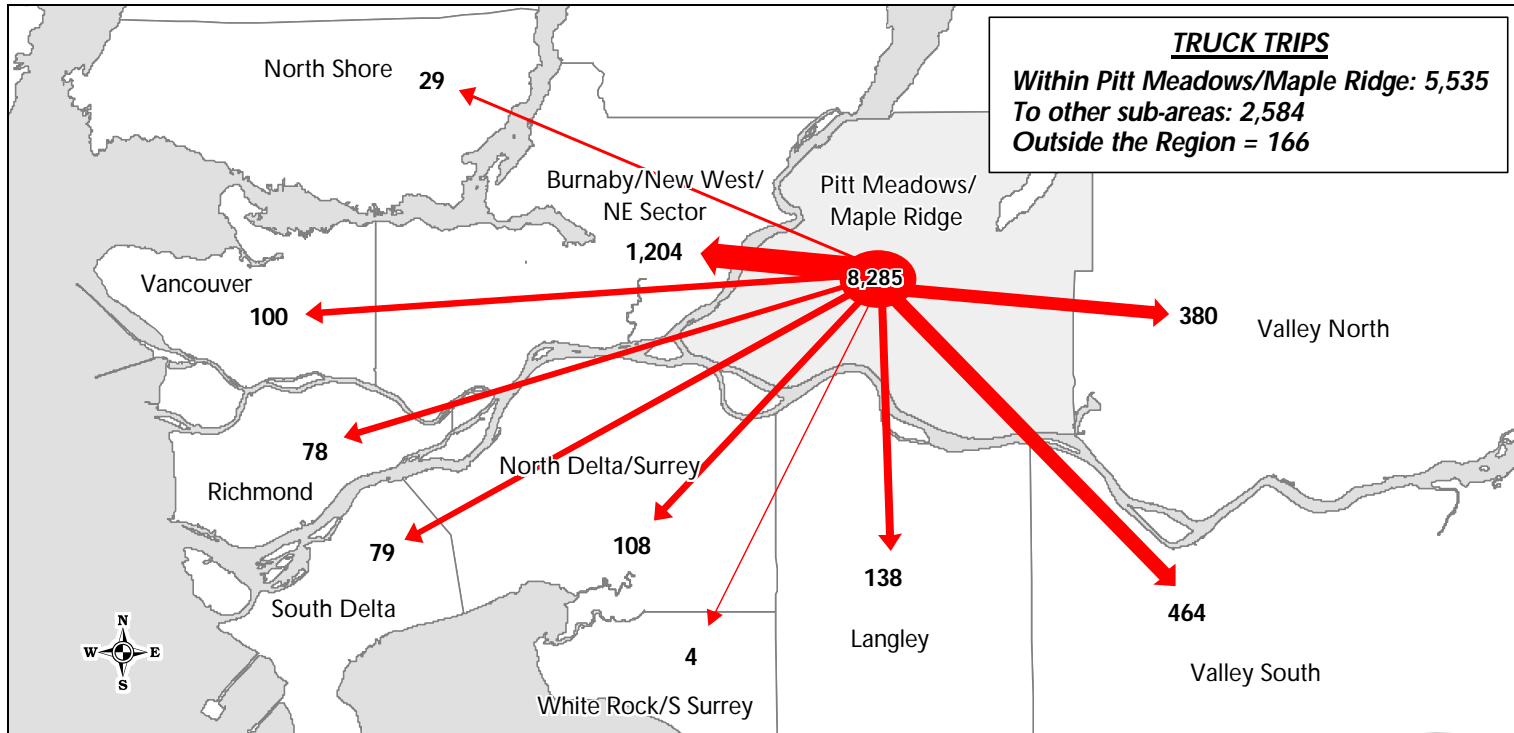 TRUCK TRIPS
Within Pitt Meadows/Maple Ridge: 5,535
To other sub-areas: 2,584
Outside the Region = 166
North Shore
29
Burnaby/New West/
NE Sector
1,204
Pitt Meadows/
Maple Ridge
8,285
Vancouver
100
380
Valley North
78
Richmond
North Delta/Surrey
79
South Delta
108
138
Langley
464
Valley South
4
White Rock/S Surrey
N
W
E
S